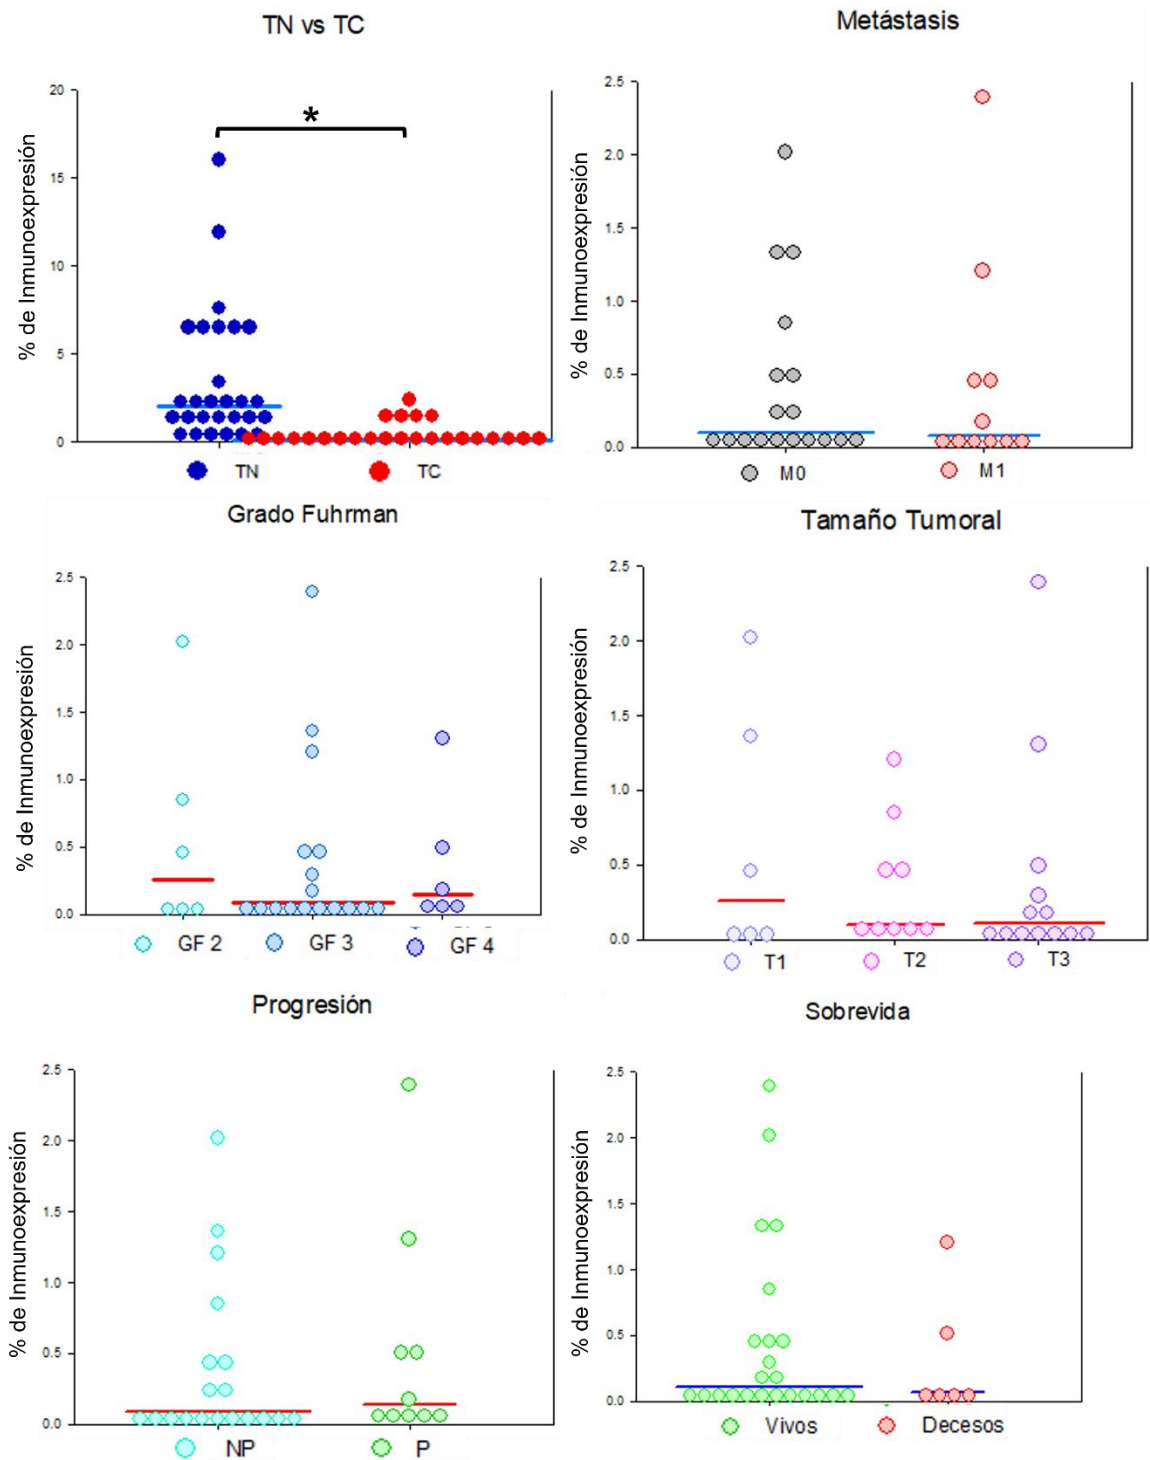 TN vs TC
% de Inmunoexpresión
20
15
10
5
0
*
TN
TC
Metástasis
% de Inmunoexpresión
2.5
2.0
1.5
1.0
0.5
0.0
M0
M1
Grado Fuhrman
% de Inmunoexpresión
2.5
2.0
1.5
1.0
0.5
0.0
GF 2
GF 3
GF 4
Tamaño Tumoral
% de Inmunoexpresión
2.5
2.0
1.5
1.0
0.5
0.0
T1
T2
T3
Progresión
% de Inmunoexpresión
2.5
2.0
1.5
1.0
0.5
0.0
NP
P
Sobrevida
% de Inmunoexpresión
2.5
2.0
1.5
1.0
0.5
0.0
Vivos
Decesos